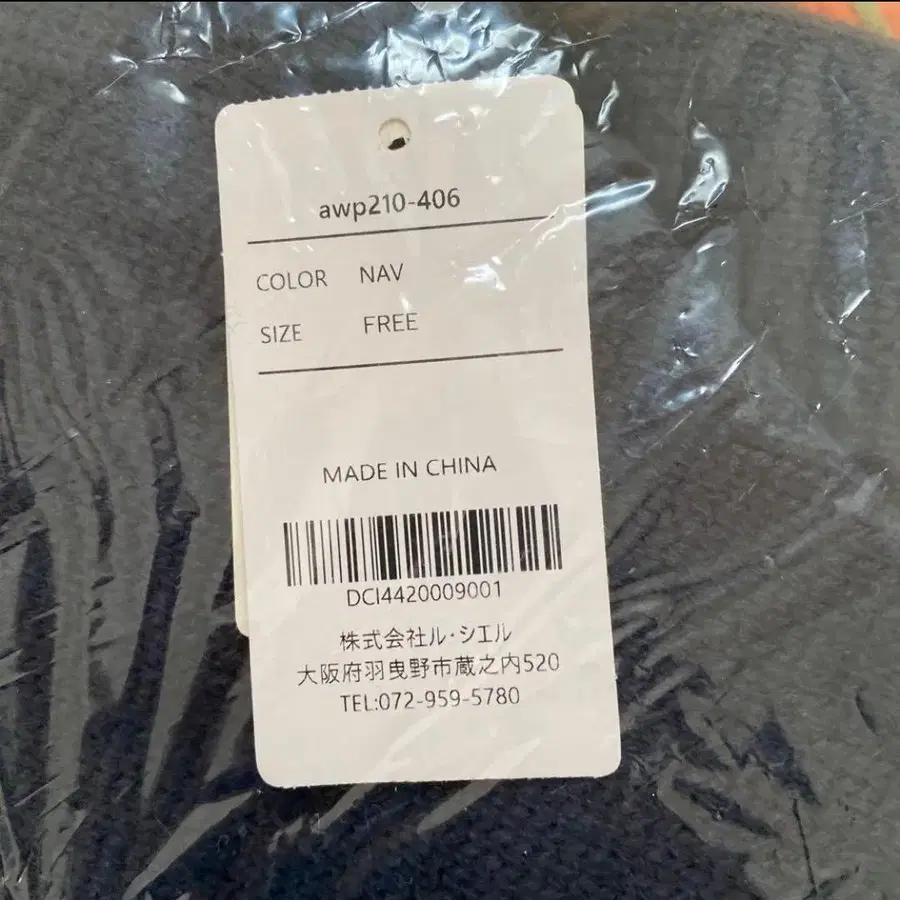 awp210-406
COLOR NAV
SIZE FREE
MADE IN CHINA
DCI4420009001
株式会社ル・シエル
大阪府羽曳野市蔵之内520
TEL:072-959-5780